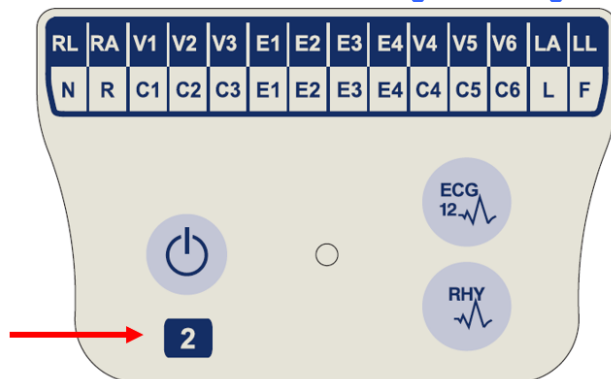 RL RA V1 V2 V3 E1 E2 E3 E4 V4 V5 V6 LA LL
N R C1 C2 C3 E1 E2 E3 E4 C4 C5 C6 L F
ECG
12
RHY
2